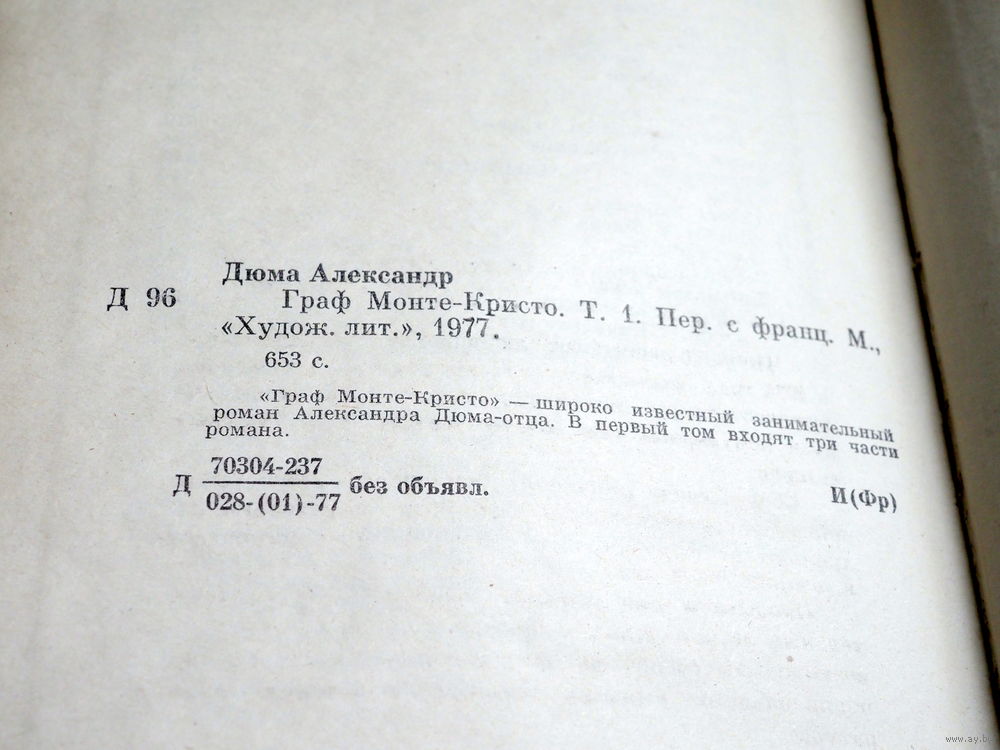 Дюма Александр
Д 96
Граф Монте-Кристо. Т. 1. Пер. с франц. М.,
«Худож. лит.», 1977.
653 с.
«Граф Монте-Кристо» — широко известный занимательный
роман Александра Дюма-отца. В первый том входят три части
романа.
70304-237
Д
028-(01)-77
без объявл.
И(Фр)